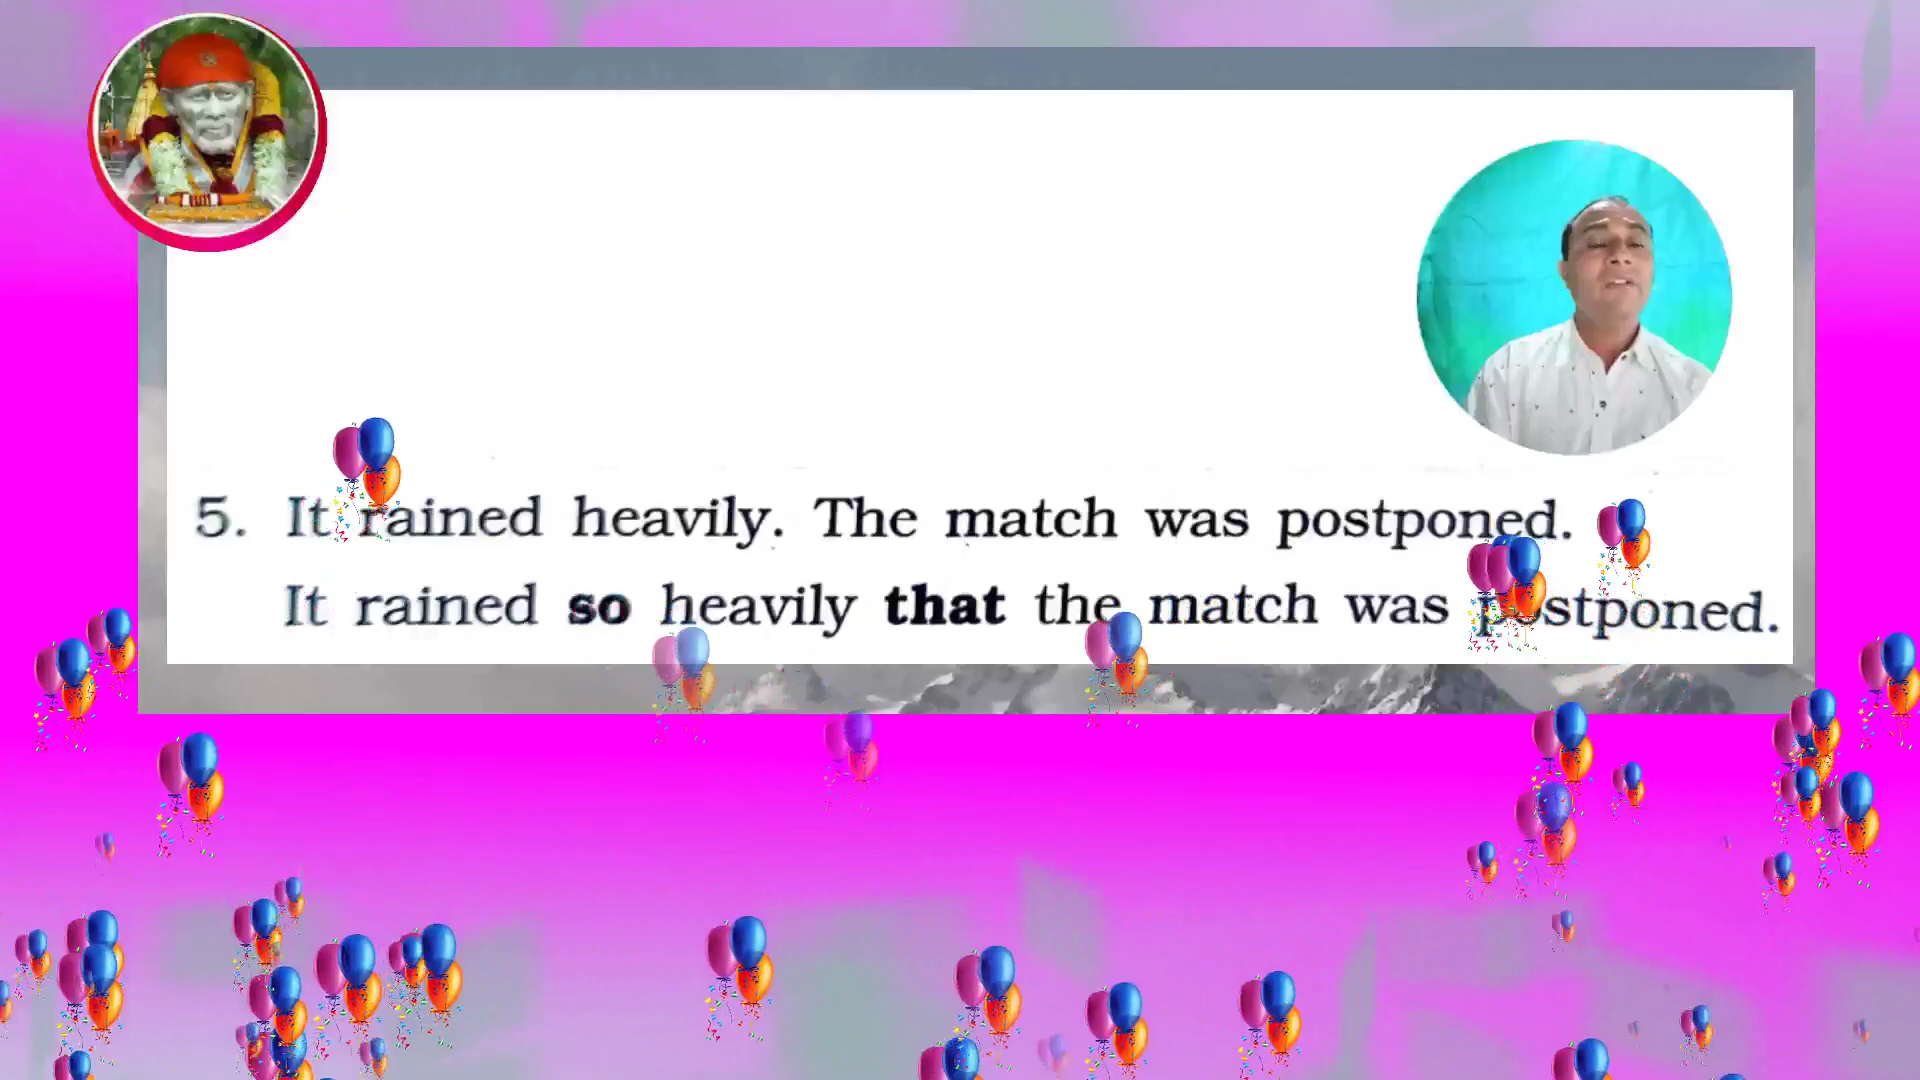 5. It rained heavily. The match was postponed.
It rained so heavily that the match was postponed.